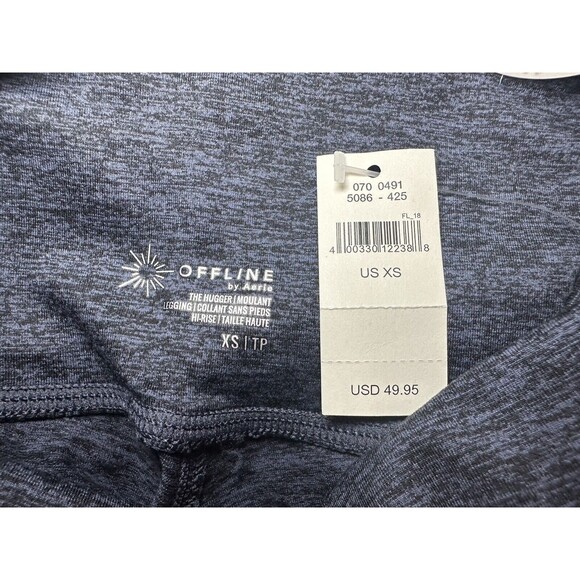 OFFLINE
by Aerie
THE HUGGER | MOULANT
LEGGING | COLLANT SANS PIEDS
HI-RISE | TAILLE HAUTE
XS | TP
070 0491
5086 - 425
FL_18
4 00330 12238 8
US XS
USD 49.95